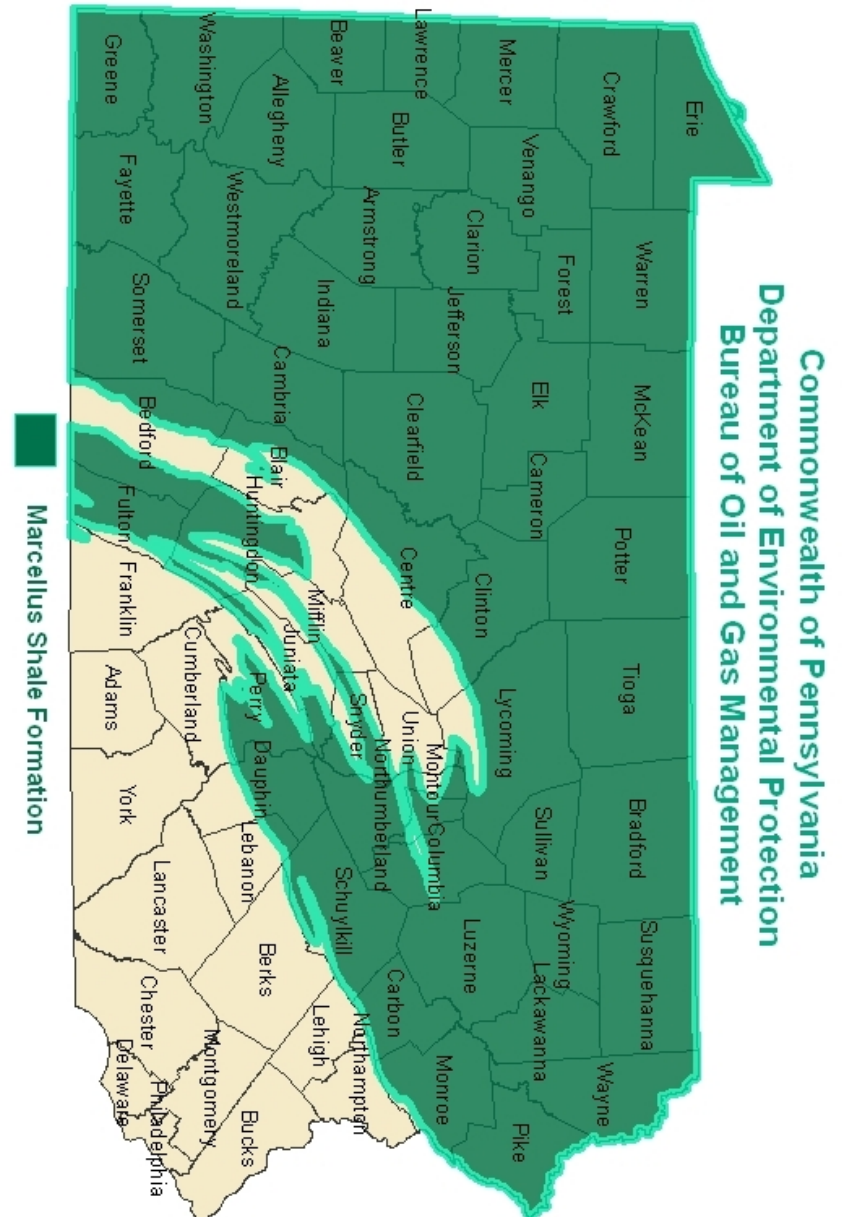 Commonwealth of Pennsylvania
Department of Environmental Protection
Bureau of Oil and Gas Management
Erie
Crawford
Warren
McKean
Potter
Tioga
Bradford
Susquehanna
Wayne
Mercer
Venango
Forest
Elk
Cameron
Clinton
Lycoming
Sullivan
Wyoming
Lackawanna
Pike
Lawrence
Butler
Clarion
Jefferson
Clearfield
Centre
Union
Montour
Columbia
Luzerne
Monroe
Beaver
Armstrong
Indiana
Cambria
Blair
Huntingdon
Mifflin
Juniata
Snyder
Northumberland
Schuylkill
Carbon
Northampton
Lehigh
Allegheny
Westmoreland
Washington
Perry
Dauphin
Lebanon
Berks
Bucks
Montgomery
Greene
Fayette
Somerset
Bedford
Fulton
Franklin
Cumberland
Adams
York
Lancaster
Chester
Delaware
Philadelphia
Marcellus Shale Formation